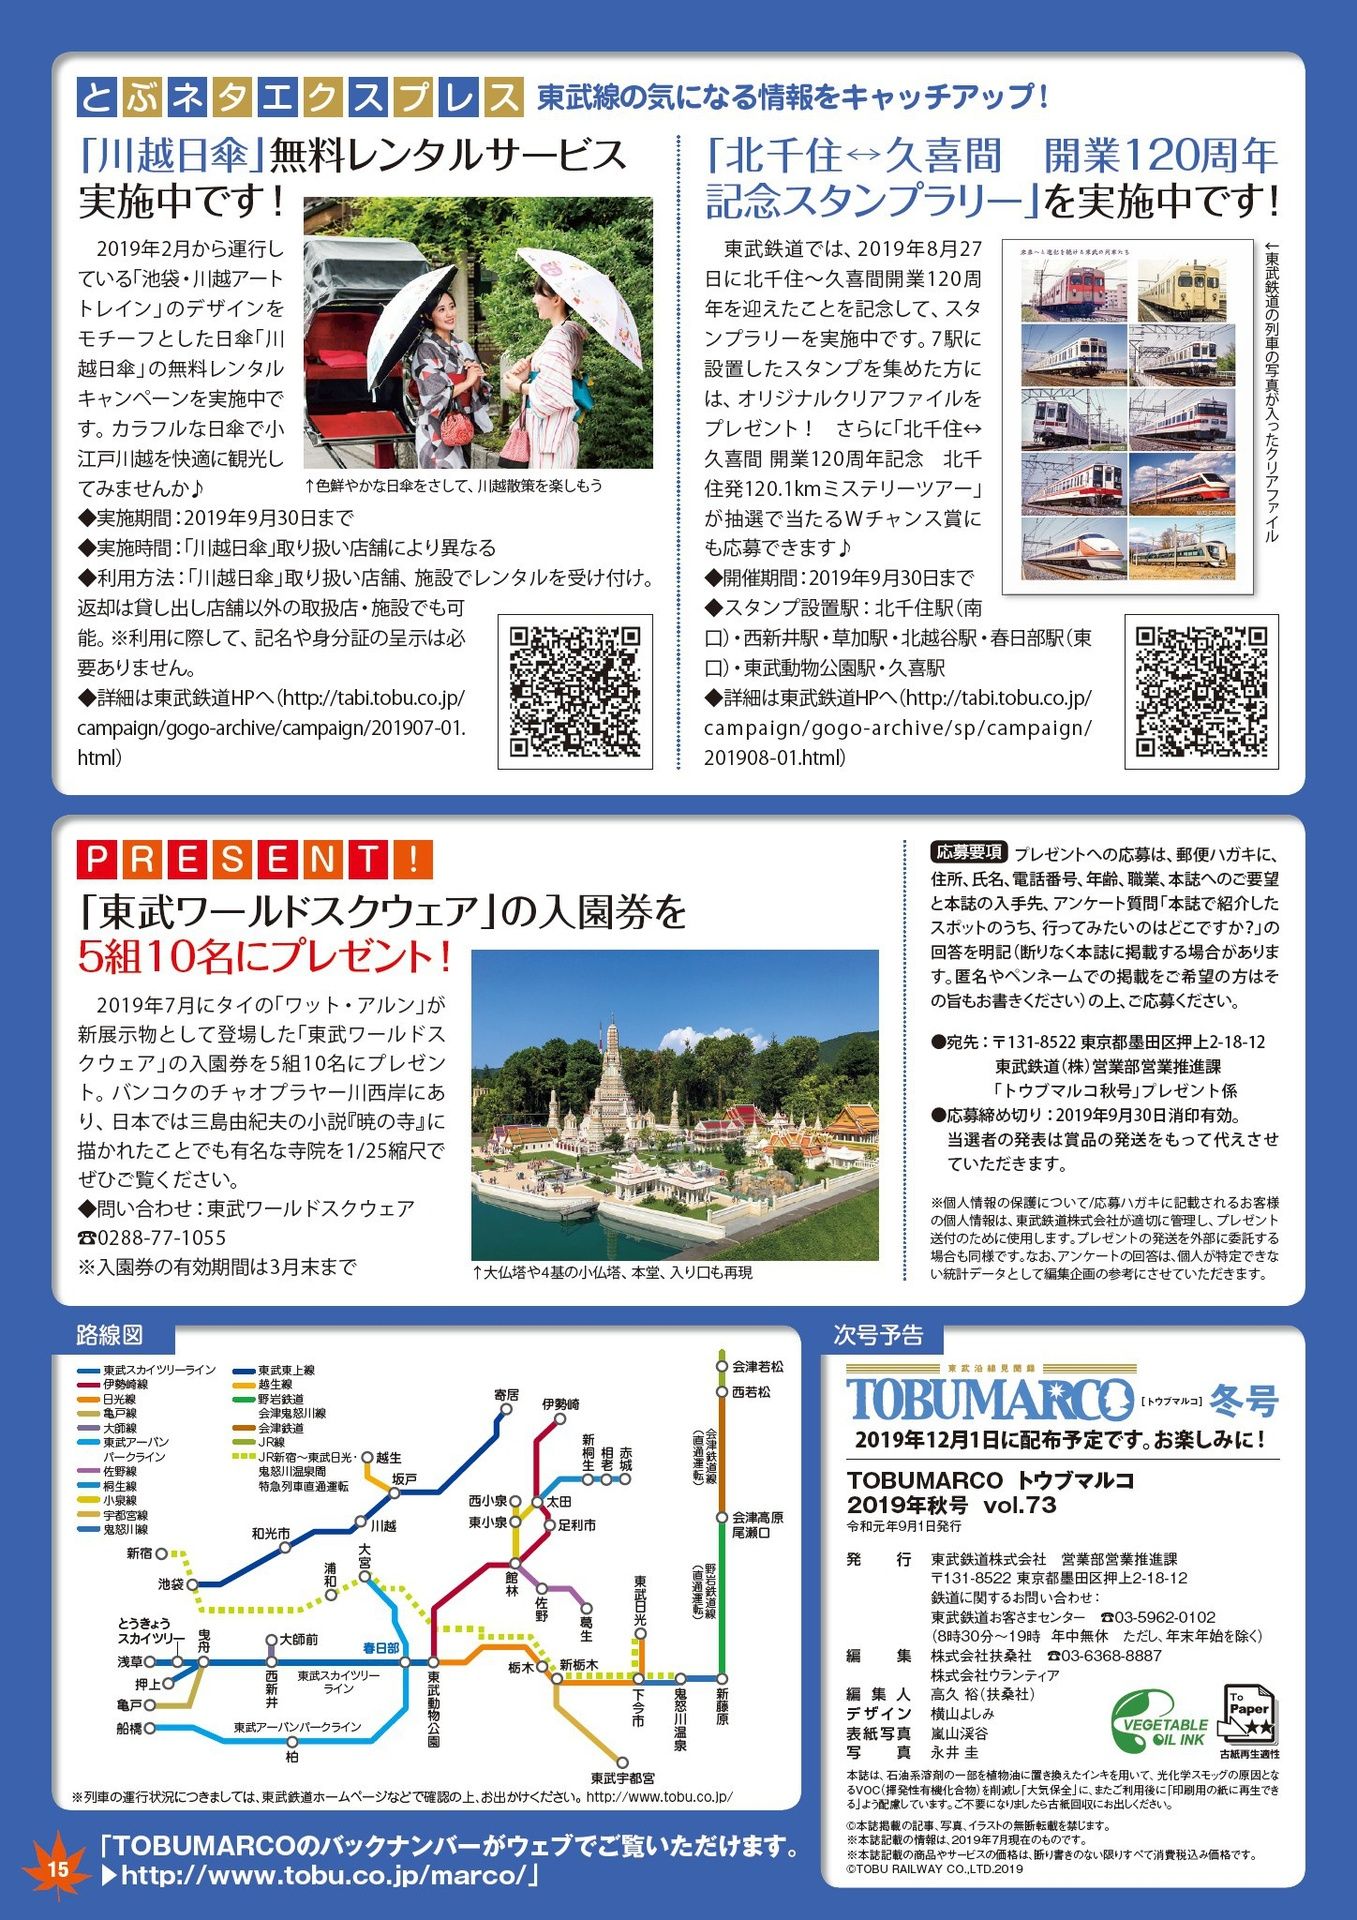 とぶネタエクスプレス 東武線の気になる情報をキャッチアップ！
「川越日傘」無料レンタルサービス
実施中です！
2019年2月から運行し
ている「池袋・川越アート
トレイン」のデザインを
モチーフとした日傘「川
越日傘」の無料レンタル
キャンペーンを実施中で
す。カラフルな日傘で小
江戸川越を快適に観光し
てみませんか♪
↑色鮮やかな日傘をさして、川越散策を楽しもう
◆実施期間：2019年9月30日まで
◆実施時間：「川越日傘」取り扱い店舗により異なる
◆利用方法：「川越日傘」取り扱い店舗、施設でレンタルを受け付け。
返却は貸し出し店舗以外の取扱店・施設でも可
能。※利用に際して、記名や身分証の呈示は必
要ありません。
◆詳細は東武鉄道HPへ（http://tabi.tobu.co.jp/
campaign/gogo-archive/campaign/201907-01.
html）
「北千住↔久喜間　開業120周年
記念スタンプラリー」を実施中です！
東武鉄道では、2019年8月27
日に北千住〜久喜間開業120周
年を迎えたことを記念して、スタ
ンプラリーを実施中です。7駅に
設置したスタンプを集めた方に
は、オリジナルクリアファイルを
プレゼント！　さらに「北千住↔
久喜間 開業120周年記念　北千
住発120.1kmミステリーツアー」
が抽選で当たるWチャンス賞に
も応募できます♪
未来へと進化を続ける東武の列車たち
←東武鉄道の列車の写真が入ったクリアファイル
◆開催期間：2019年9月30日まで
◆スタンプ設置駅：北千住駅（南
口）・西新井駅・草加駅・北越谷駅・春日部駅（東
口）・東武動物公園駅・久喜駅
◆詳細は東武鉄道HPへ（http://tabi.tobu.co.jp/
campaign/gogo-archive/sp/campaign/
201908-01.html）
PRESENT!
「東武ワールドスクウェア」の入園券を
5組10名にプレゼント！
2019年7月にタイの「ワット・アルン」が
新展示物として登場した「東武ワールドス
クウェア」の入園券を5組10名にプレゼン
ト。バンコクのチャオプラヤー川西岸にあ
り、日本では三島由紀夫の小説『暁の寺』に
描かれたことでも有名な寺院を1/25縮尺で
ぜひご覧ください。
◆問い合わせ：東武ワールドスクウェア
☎0288-77-1055
※入園券の有効期間は3月末まで
↑大仏塔や4基の小仏塔、本堂、入り口も再現
応募要項 プレゼントへの応募は、郵便ハガキに、
住所、氏名、電話番号、年齢、職業、本誌へのご要望
と本誌の入手先、アンケート質問「本誌で紹介した
スポットのうち、行ってみたいのはどこですか?」の
回答を明記（断りなく本誌に掲載する場合がありま
す。匿名やペンネームでの掲載をご希望の方はそ
の旨もお書きください）の上、ご応募ください。
●宛先：〒131-8522 東京都墨田区押上2-18-12
東武鉄道（株）営業部営業推進課
「トウブマルコ秋号」プレゼント係
●応募締め切り：2019年9月30日消印有効。
当選者の発表は賞品の発送をもって代えさせ
ていただきます。
※個人情報の保護について/応募ハガキに記載されるお客様
の個人情報は、東武鉄道株式会社が適切に管理し、プレゼント
送付のために使用します。プレゼントの発送を外部に委託する
場合も同様です。なお、アンケートの回答は、個人が特定できな
い統計データとして編集企画の参考にさせていただきます。
路線図
東武スカイツリーライン
伊勢崎線
日光線
亀戸線
大師線
東武アーバン
パークライン
佐野線
桐生線
小泉線
宇都宮線
鬼怒川線
東武東上線
越生線
野岩鉄道
会津鬼怒川線
会津鉄道
JR線
JR新宿〜東武日光・
鬼怒川温泉間
特急列車直通運転
寄居
越生
坂戸
川越
和光市
新宿
池袋
浦和
大宮
伊勢崎
新桐生
相老
赤城
西小泉
東小泉
太田
足利市
館林
佐野
葛生
会津若松
西若松
会津鉄道線
（直通運転）
会津高原
尾瀬口
野岩鉄道線
（直通運転）
東武日光
とうきょう
スカイツリー
曳舟
浅草
押上
亀戸
船橋
大師前
西新井
東武スカイツリー
ライン
春日部
東武動物公園
東武アーバンパークライン
柏
栃木
新栃木
下今市
鬼怒川温泉
新藤原
東武宇都宮
※列車の運行状況につきましては、東武鉄道ホームページなどで確認の上、お出かけください。http://www.tobu.co.jp/
次号予告
東武沿線見聞録
TOBUMARCO［トウブマルコ］冬号
2019年12月1日に配布予定です。お楽しみに！
TOBUMARCO トウブマルコ
2019年秋号 vol.73
令和元年9月1日発行
発　行　東武鉄道株式会社　営業部営業推進課
〒131-8522 東京都墨田区押上2-18-12
鉄道に関するお問い合わせ：
東武鉄道お客さまセンター　☎03-5962-0102
（8時30分〜19時　年中無休　ただし、年末年始を除く）
編　集　株式会社扶桑社　☎03-6368-8887
株式会社ウランティア
編集人　高久 裕（扶桑社）
デザイン　横山よしみ
表紙写真　嵐山渓谷
写　真　永井 圭
VEGETABLE
OIL INK
To
Paper
古紙再生適性
本誌は、石油系溶剤の一部を植物油に置き換えたインキを用いて、光化学スモッグの原因とな
るVOC（揮発性有機化合物）を削減し「大気保全」に、またご利用後に「印刷用の紙に再生でき
る」よう配慮しています。ご不要になりましたら古紙回収にお出しください。
©本誌掲載の記事、写真、イラストの無断転載を禁じます。
※本誌記載の情報は、2019年7月現在のものです。
※本誌記載の商品やサービスの価格は、断り書きのない限りすべて消費税込み価格です。
©TOBU RAILWAY CO.,LTD.2019
15
「TOBUMARCOのバックナンバーがウェブでご覧いただけます。
▶http://www.tobu.co.jp/marco/」